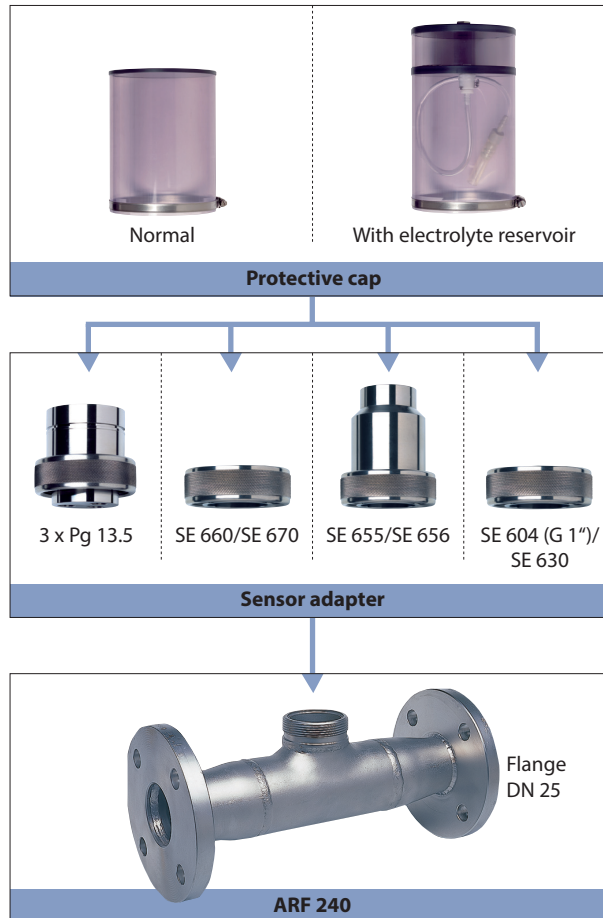 Normal
With electrolyte reservoir
Protective cap
3 x Pg 13.5
SE 660/SE 670
SE 655/SE 656
SE 604 (G 1“)/
SE 630
Sensor adapter
Flange
DN 25
ARF 240